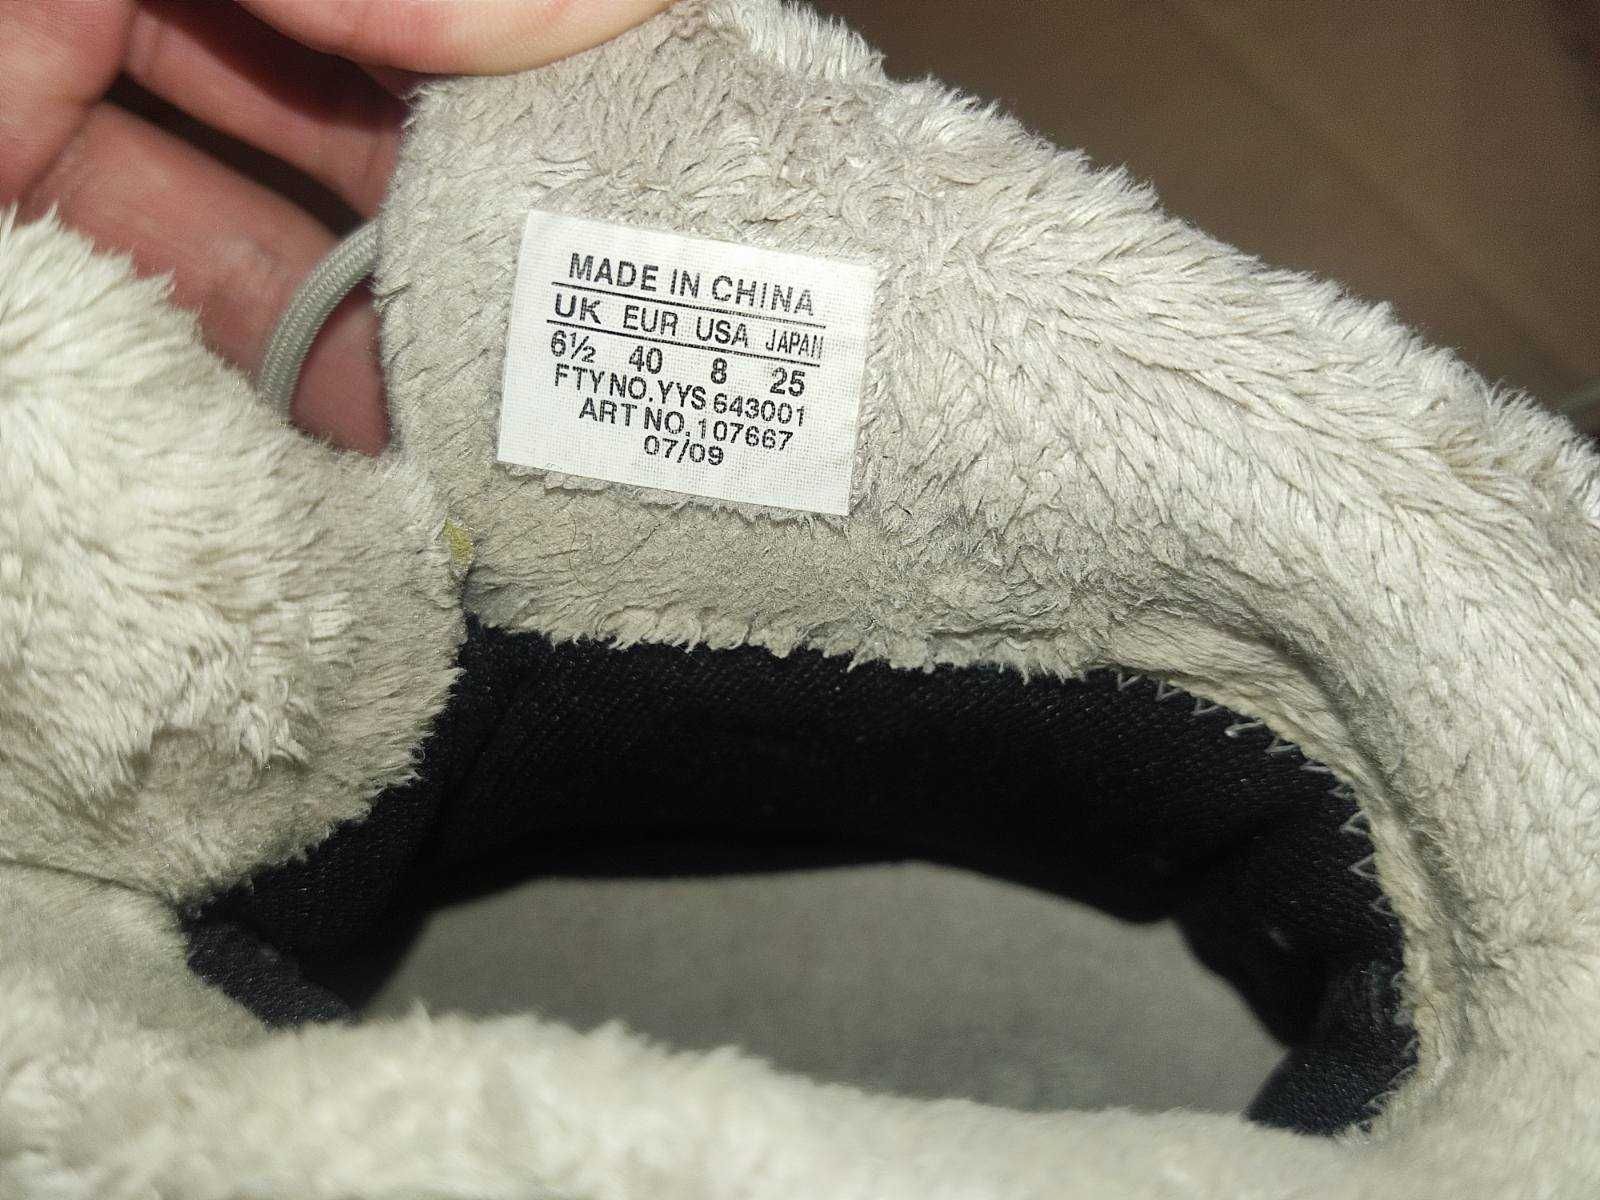 MADE IN CHINA
UK EUR USA JAPAN
6½ 40 8 25
FTY NO. YYS 643001
ART NO. 107667
07/09